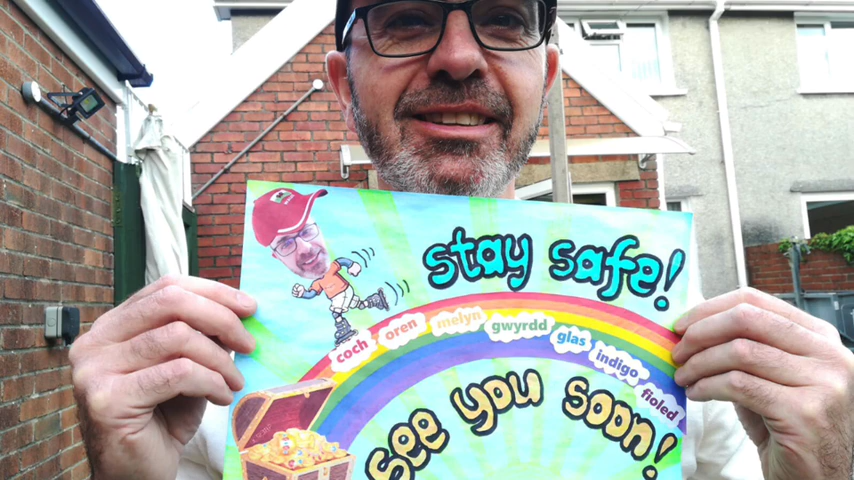 stay safe!
coch oren melyn gwyrdd glas indigo fioled
see you soon!